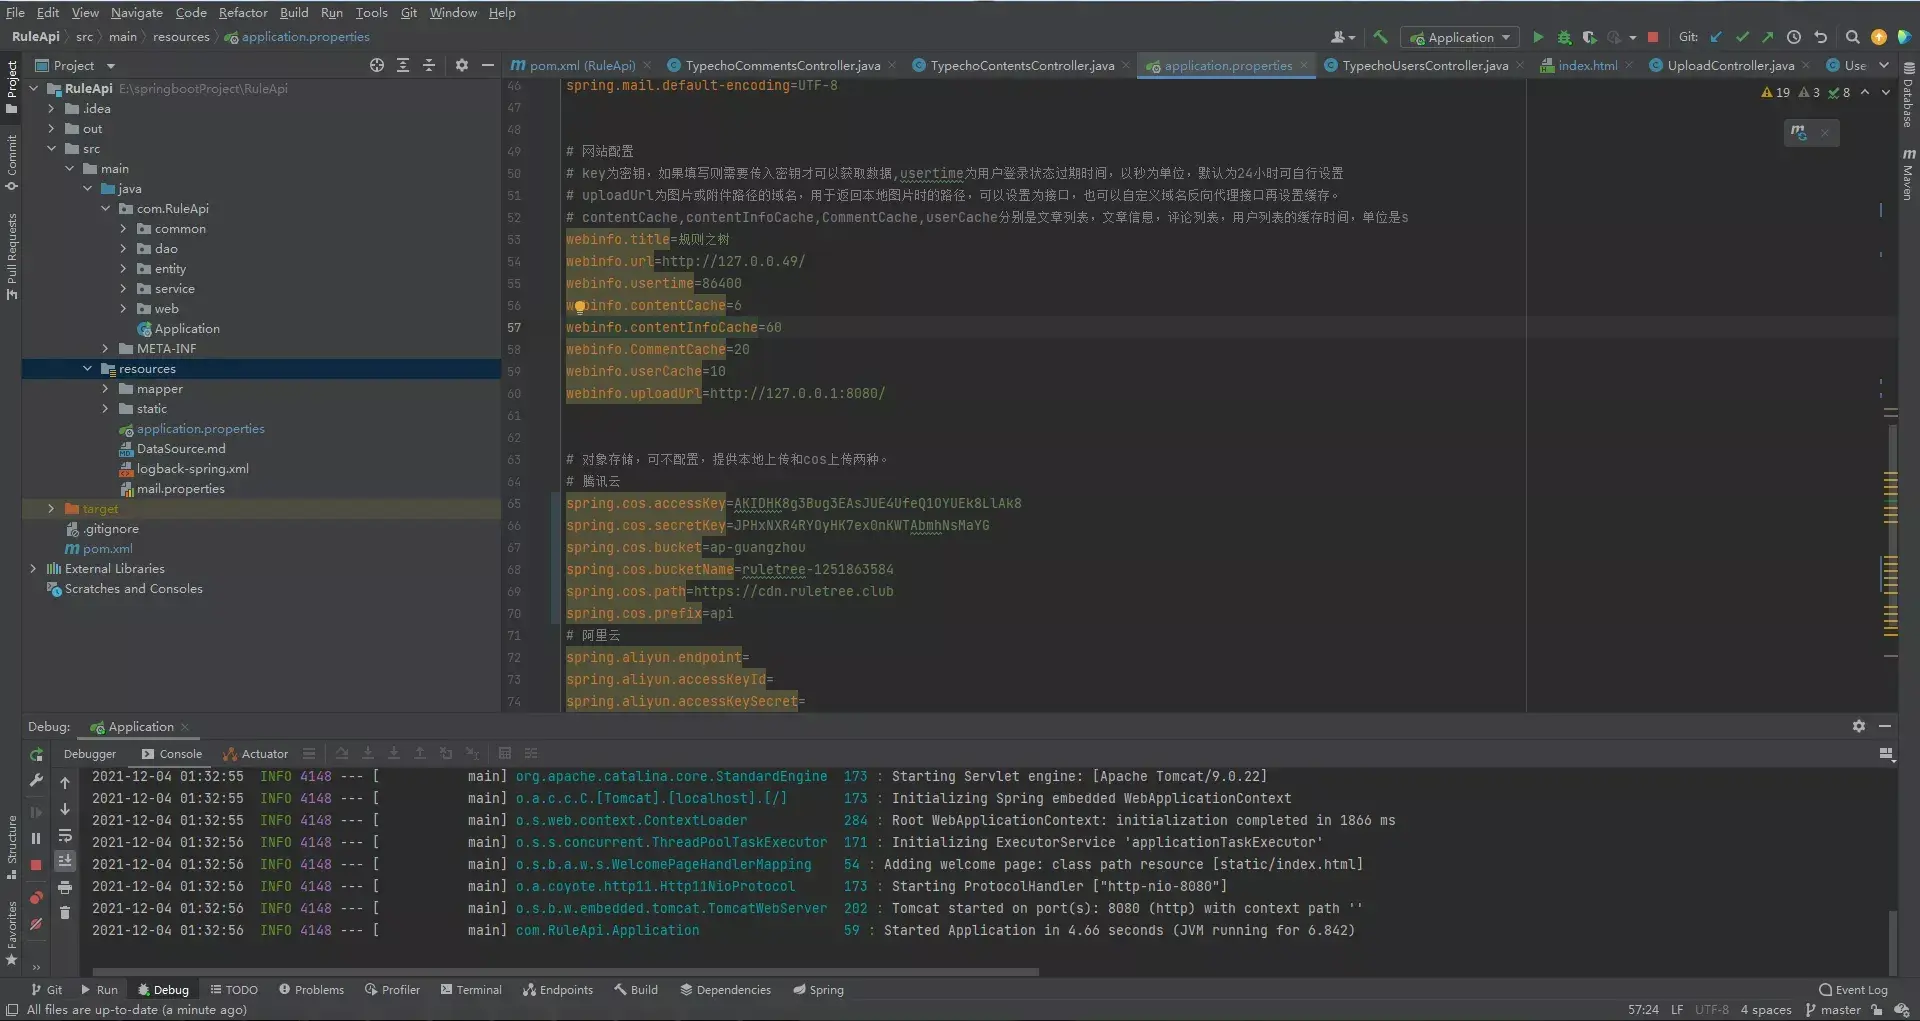 File Edit View Navigate Code Refactor Build Run Tools Git Window Help
RuleApi src main resources application.properties
Application Git:
Project
pom.xml (RuleApi) TypechoCommentsController.java TypechoContentsController.java application.properties TypechoUsersController.java index.html UploadController.java Use
19 3 8
RuleApi E:\springbootProject\RuleApi
.idea
out
src
main
java
com.RuleApi
common
dao
entity
service
web
Application
META-INF
resources
mapper
static
application.properties
DataSource.md
logback-spring.xml
mail.properties
target
.gitignore
pom.xml
External Libraries
Scratches and Consoles
Project
Commit
Pull Requests
Structure
Favorites
Database
Maven
46 spring.mail.default-encoding=UTF-8
47
48
49 # 网站配置
50 # key为密钥，如果填写则需要传入密钥才可以获取数据,usertime为用户登录状态过期时间，以秒为单位，默认为24小时可自行设置
51 # uploadUrl为图片或附件路径的域名，用于返回本地图片时的路径，可以设置为接口，也可以自定义域名反向代理接口再设置缓存。
52 # contentCache,contentInfoCache,CommentCache,userCache分别是文章列表，文章信息，评论列表，用户列表的缓存时间，单位是s
53 webinfo.title=规则之树
54 webinfo.url=http://127.0.0.49/
55 webinfo.usertime=86400
56 webinfo.contentCache=6
57 webinfo.contentInfoCache=60
58 webinfo.CommentCache=20
59 webinfo.userCache=10
60 webinfo.uploadUrl=http://127.0.0.1:8080/
61
62
63 # 对象存储，可不配置，提供本地上传和cos上传两种。
64 # 腾讯云
65 spring.cos.accessKey=AKIDHK8g3Bug3EAsJUE4UfeQ1OYUEk8LlAk8
66 spring.cos.secretKey=JPHxNXR4RYOyHK7ex0nKWTAbmhNsMaYG
67 spring.cos.bucket=ap-guangzhou
68 spring.cos.bucketName=ruletree-1251863584
69 spring.cos.path=https://cdn.ruletree.club
70 spring.cos.prefix=api
71 # 阿里云
72 spring.aliyun.endpoint=
73 spring.aliyun.accessKeyId=
74 spring.aliyun.accessKeySecret=
Debug: Application
Debugger Console Actuator
2021-12-04 01:32:55 INFO 4148 --- [ main] org.apache.catalina.core.StandardEngine 173 : Starting Servlet engine: [Apache Tomcat/9.0.22]
2021-12-04 01:32:55 INFO 4148 --- [ main] o.a.c.c.C.[Tomcat].[localhost].[/] 173 : Initializing Spring embedded WebApplicationContext
2021-12-04 01:32:55 INFO 4148 --- [ main] o.s.web.context.ContextLoader 284 : Root WebApplicationContext: initialization completed in 1866 ms
2021-12-04 01:32:56 INFO 4148 --- [ main] o.s.s.concurrent.ThreadPoolTaskExecutor 171 : Initializing ExecutorService 'applicationTaskExecutor'
2021-12-04 01:32:56 INFO 4148 --- [ main] o.s.b.a.w.s.WelcomePageHandlerMapping 54 : Adding welcome page: class path resource [static/index.html]
2021-12-04 01:32:56 INFO 4148 --- [ main] o.a.coyote.http11.Http11NioProtocol 173 : Starting ProtocolHandler ["http-nio-8080"]
2021-12-04 01:32:56 INFO 4148 --- [ main] o.s.b.w.embedded.tomcat.TomcatWebServer 202 : Tomcat started on port(s): 8080 (http) with context path ''
2021-12-04 01:32:56 INFO 4148 --- [ main] com.RuleApi.Application 59 : Started Application in 4.66 seconds (JVM running for 6.842)
Git Run Debug TODO Problems Profiler Terminal Endpoints Build Dependencies Spring Event Log
All files are up-to-date (a minute ago) 57:24 LF UTF-8 4 spaces master